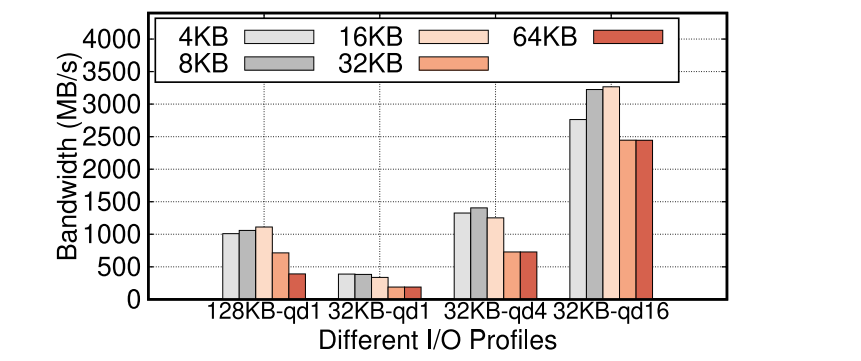 4KB 16KB 64KB
8KB 32KB
4000
3500
3000
2500
2000
1500
1000
500
0
Bandwidth (MB/s)
128KB-qd1 32KB-qd1 32KB-qd4 32KB-qd16
Different I/O Profiles